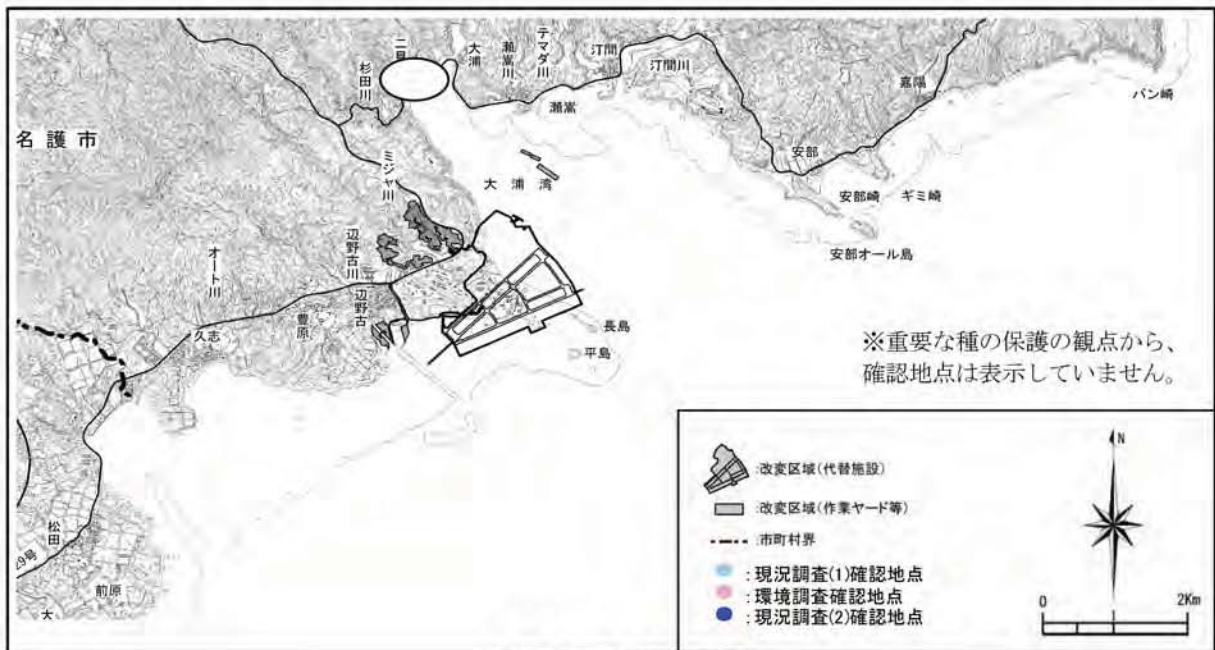 二見
大浦
瀬嵩川
テマダ川
汀間
汀間川
嘉陽
バン崎
杉田川
瀬嵩
名護市
安部
ミジャ川
大浦湾
安部崎
ギミ崎
安部オール島
オート川
辺野古川
辺野古
豊原
久志
長島
平島
※重要な種の保護の観点から、
確認地点は表示していません。
松田
29号
前原
大
:改変区域(代替施設)
:改変区域(作業ヤード等)
:市町村界
:現況調査(1)確認地点
:環境調査確認地点
:現況調査(2)確認地点
N
0 2Km